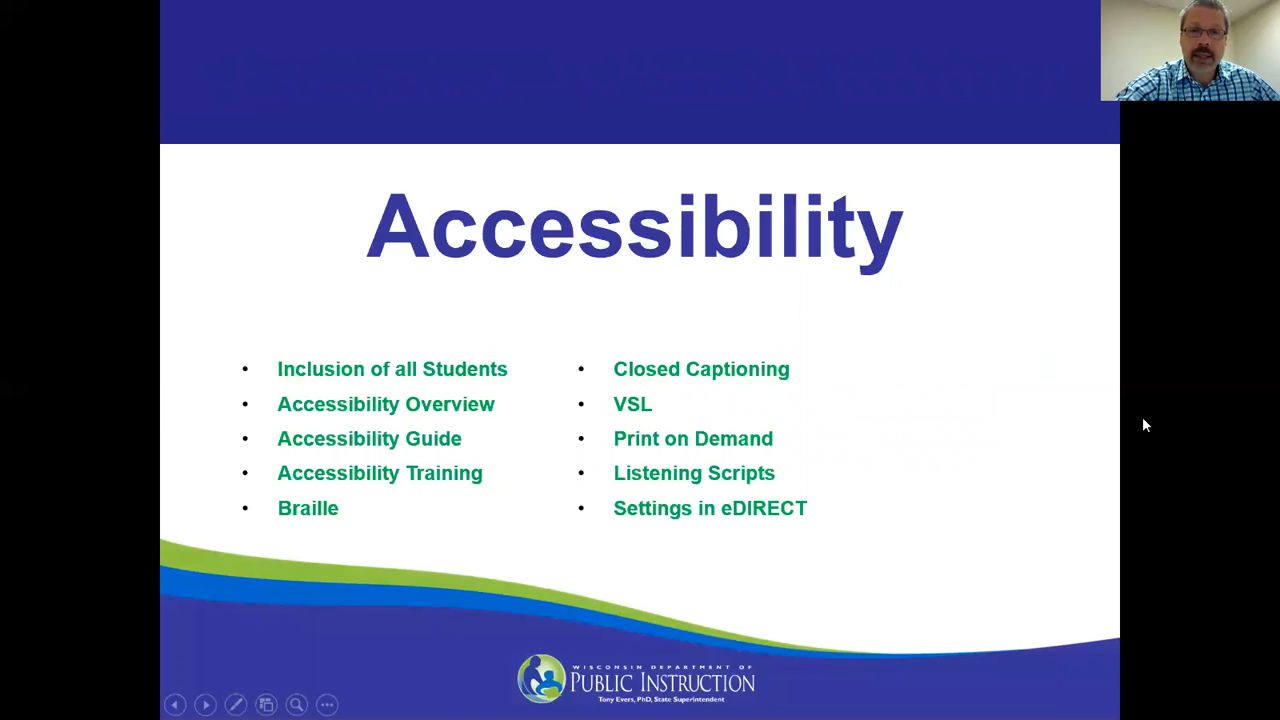 Accessibility
• Inclusion of all Students
• Accessibility Overview
• Accessibility Guide
• Accessibility Training
• Braille
• Closed Captioning
• VSL
• Print on Demand
• Listening Scripts
• Settings in eDIRECT
WISCONSIN DEPARTMENT OF
PUBLIC INSTRUCTION
Tony Evers, PhD, State Superintendent